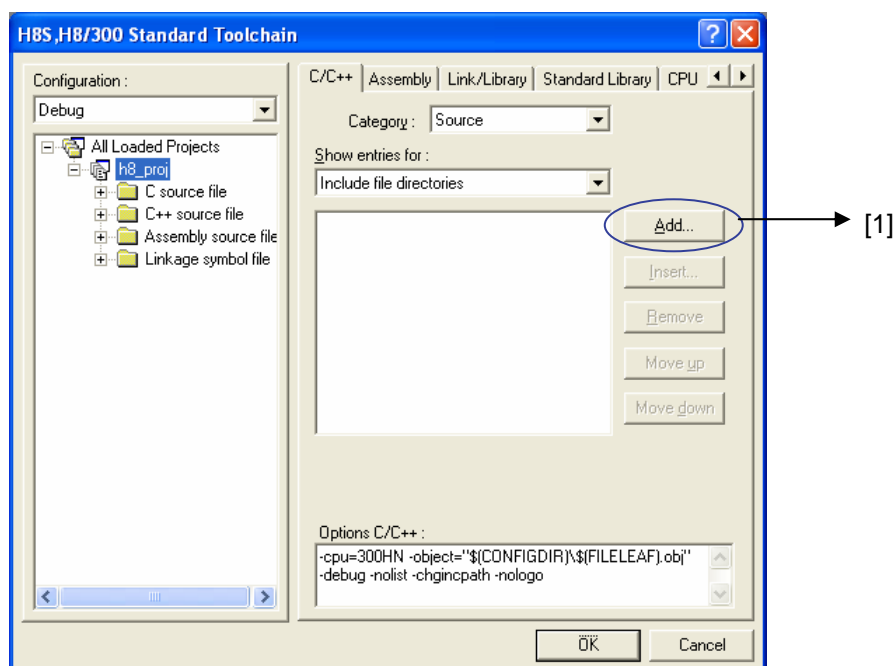 H8S,H8/300 Standard Toolchain
Configuration :
Debug
All Loaded Projects
h8_proj
C source file
C++ source file
Assembly source file
Linkage symbol file
C/C++ Assembly Link/Library Standard Library CPU
Category : Source
Show entries for :
Include file directories
Add...
[1]
Insert...
Remove
Move up
Move down
Options C/C++ :
-cpu=300HN -object="$(CONFIGDIR)\$(FILELEAF).obj"
-debug -nolist -chgincpath -nologo
OK
Cancel